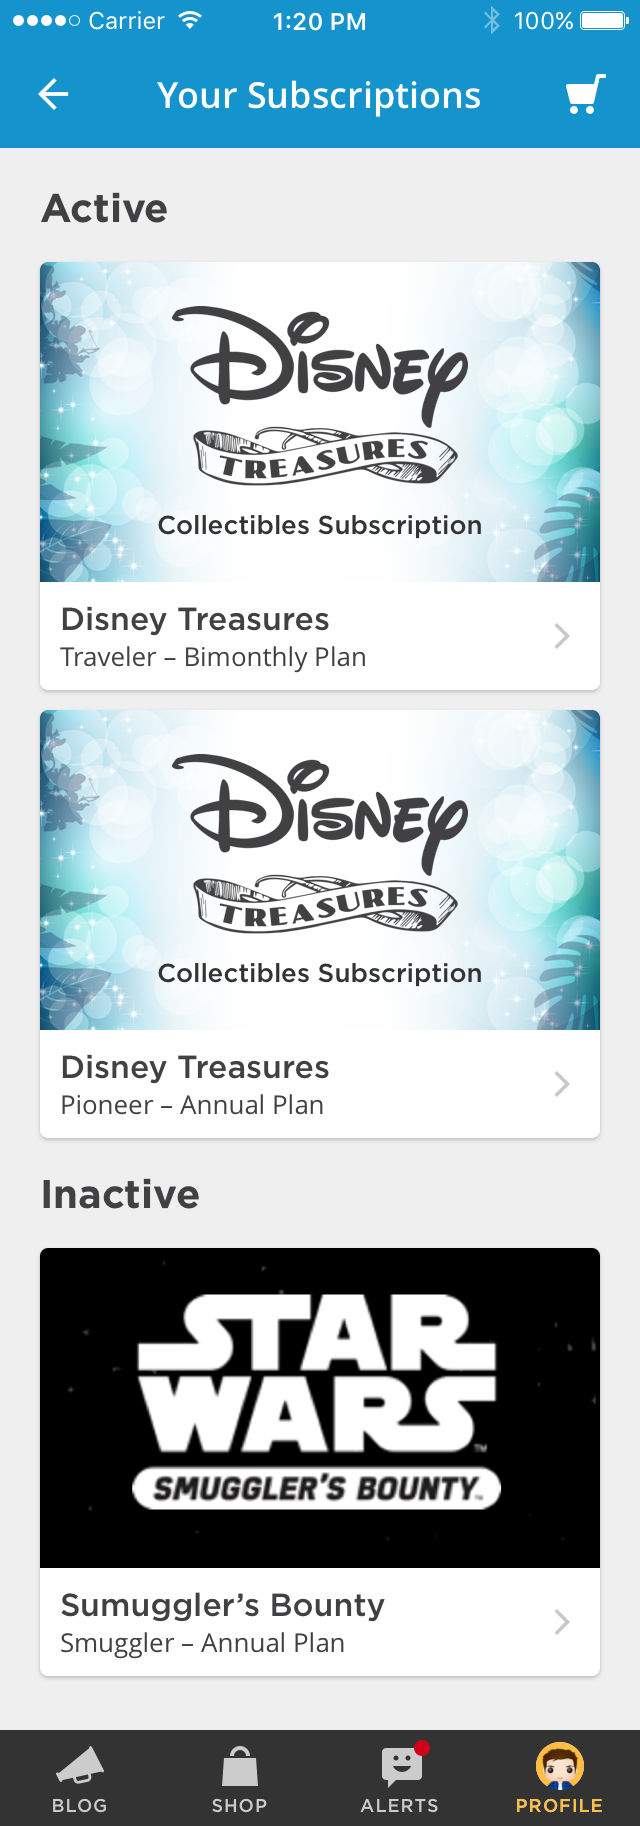 Carrier 1:20 PM 100%
Your Subscriptions
Active
DISNEY
TREASURES
Collectibles Subscription
Disney Treasures
Traveler – Bimonthly Plan
DISNEY
TREASURES
Collectibles Subscription
Disney Treasures
Pioneer – Annual Plan
Inactive
STAR
WARS™
SMUGGLER'S BOUNTY™
Sumuggler’s Bounty
Smuggler – Annual Plan
BLOG SHOP ALERTS PROFILE